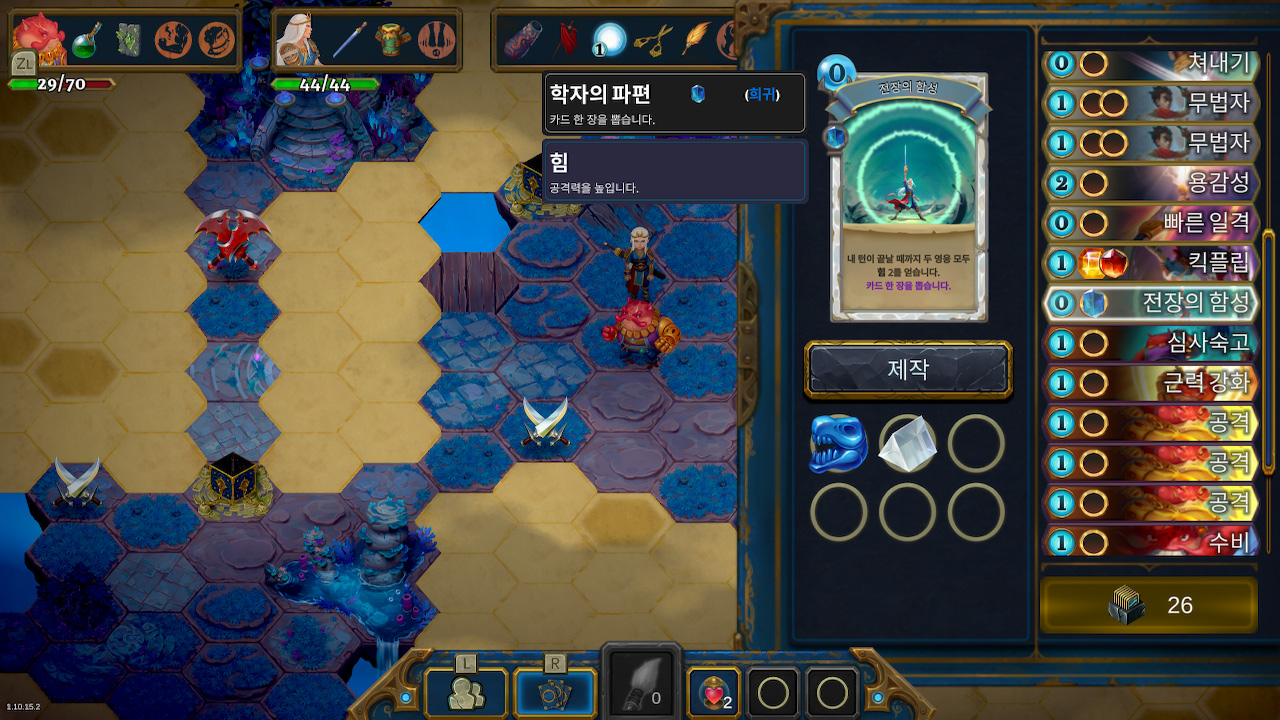 ZL
29/70
44/44
1
학자의 파편
(희귀)
카드 한 장을 뽑습니다.
힘
공격력을 높입니다.
0
전장의 함성
내 턴이 끝날 때까지 두 영웅 모두
힘 2를 얻습니다.
카드 한 장을 뽑습니다.
제작
0 쳐내기
1 무법자
1 무법자
2 용감성
0 빠른 일격
1 킥플립
0 전장의 함성
1 심사숙고
1 근력 강화
1 공격
1 공격
1 공격
1 수비
26
L
R
0
2
1.10.15.2